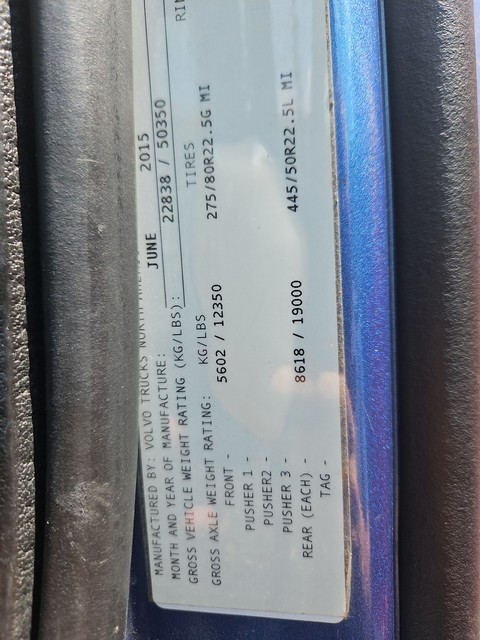 MANUFACTURED BY: VOLVO TRUCKS NORTH
MONTH AND YEAR OF MANUFACTURE: JUNE 2015
GROSS VEHICLE WEIGHT RATING (KG/LBS): 22838 / 50350
GROSS AXLE WEIGHT RATING: KG/LBS TIRES
FRONT - 5602 / 12350 275/80R22.5G MI
PUSHER 1 -
PUSHER2 -
PUSHER 3 -
REAR (EACH) - 8618 / 19000 445/50R22.5L MI
TAG -